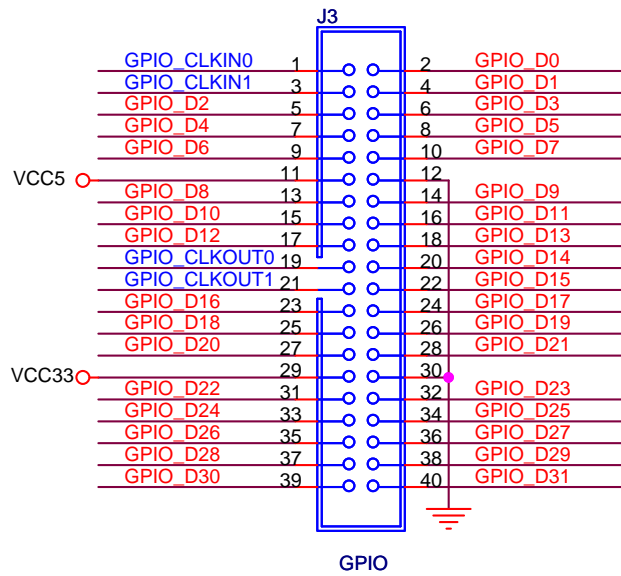 J3
GPIO_CLKIN0 1 2 GPIO_D0
GPIO_CLKIN1 3 4 GPIO_D1
GPIO_D2 5 6 GPIO_D3
GPIO_D4 7 8 GPIO_D5
GPIO_D6 9 10 GPIO_D7
VCC5 11 12
GPIO_D8 13 14 GPIO_D9
GPIO_D10 15 16 GPIO_D11
GPIO_D12 17 18 GPIO_D13
GPIO_CLKOUT0 19 20 GPIO_D14
GPIO_CLKOUT1 21 22 GPIO_D15
GPIO_D16 23 24 GPIO_D17
GPIO_D18 25 26 GPIO_D19
GPIO_D20 27 28 GPIO_D21
VCC33 29 30
GPIO_D22 31 32 GPIO_D23
GPIO_D24 33 34 GPIO_D25
GPIO_D26 35 36 GPIO_D27
GPIO_D28 37 38 GPIO_D29
GPIO_D30 39 40 GPIO_D31
GPIO